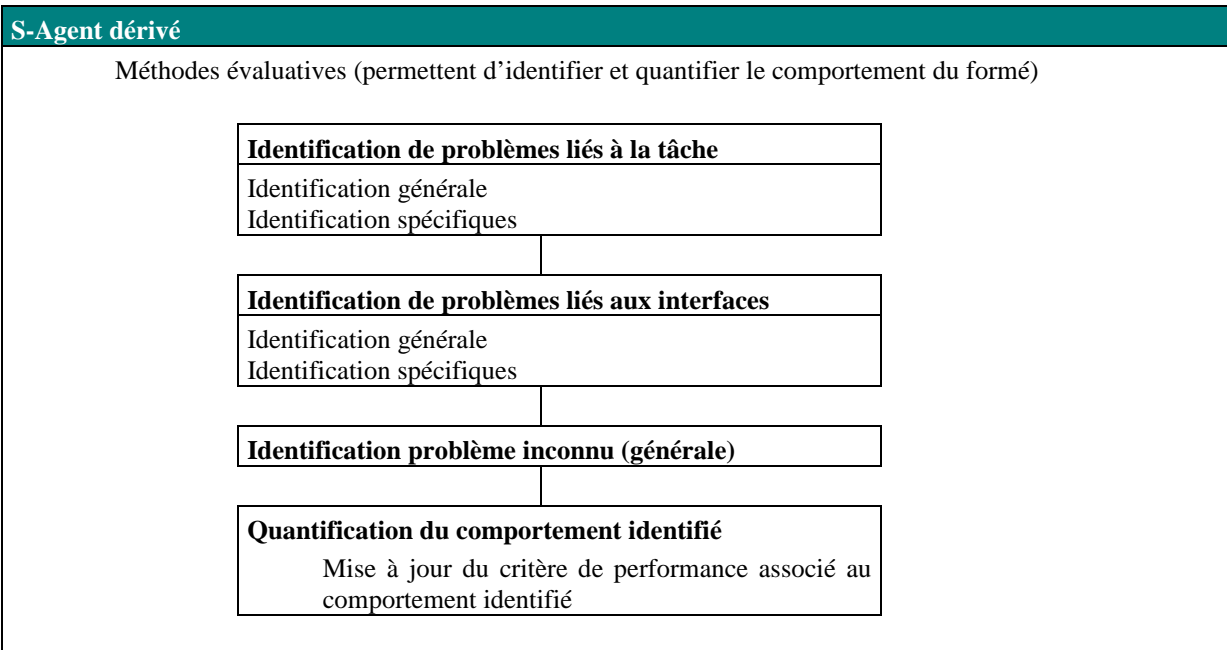 S-Agent dérivé
Méthodes évaluatives (permettent d’identifier et quantifier le comportement du formé)
Identification de problèmes liés à la tâche
Identification générale
Identification spécifiques
Identification de problèmes liés aux interfaces
Identification générale
Identification spécifiques
Identification problème inconnu (générale)
Quantification du comportement identifié
Mise à jour du critère de performance associé au
comportement identifié